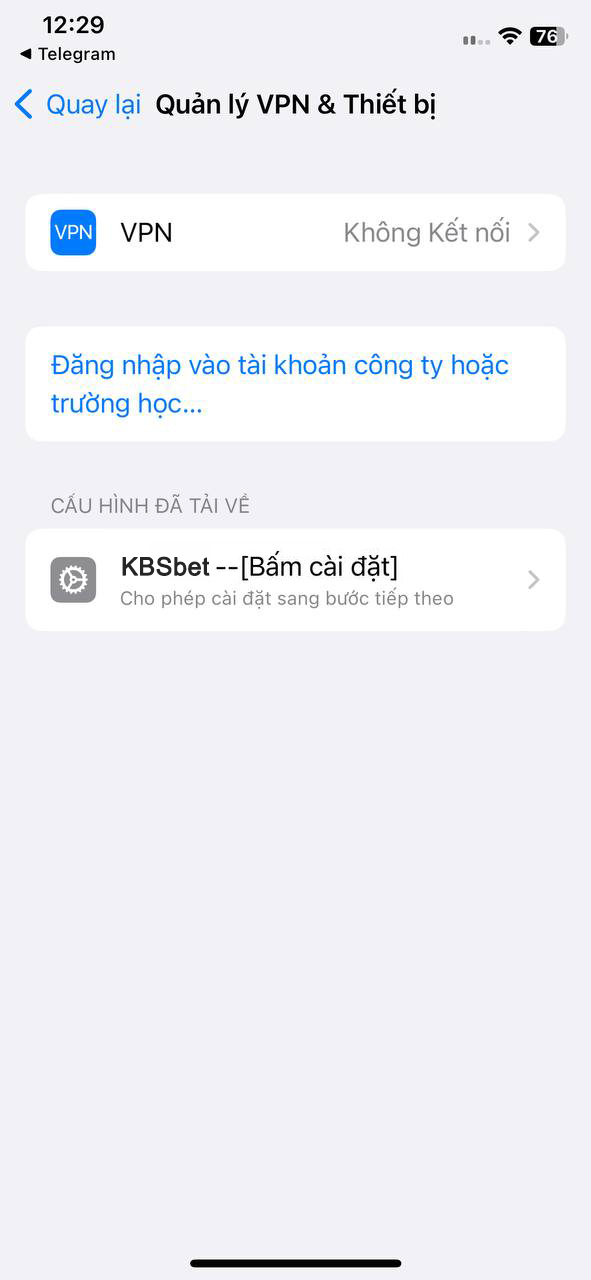 12:29
76
◀ Telegram
Quay lại Quản lý VPN & Thiết bị
VPN VPN Không Kết nối
Đăng nhập vào tài khoản công ty hoặc
trường học...
CẤU HÌNH ĐÃ TẢI VỀ
KBSbet --[Bấm cài đặt]
Cho phép cài đặt sang bước tiếp theo